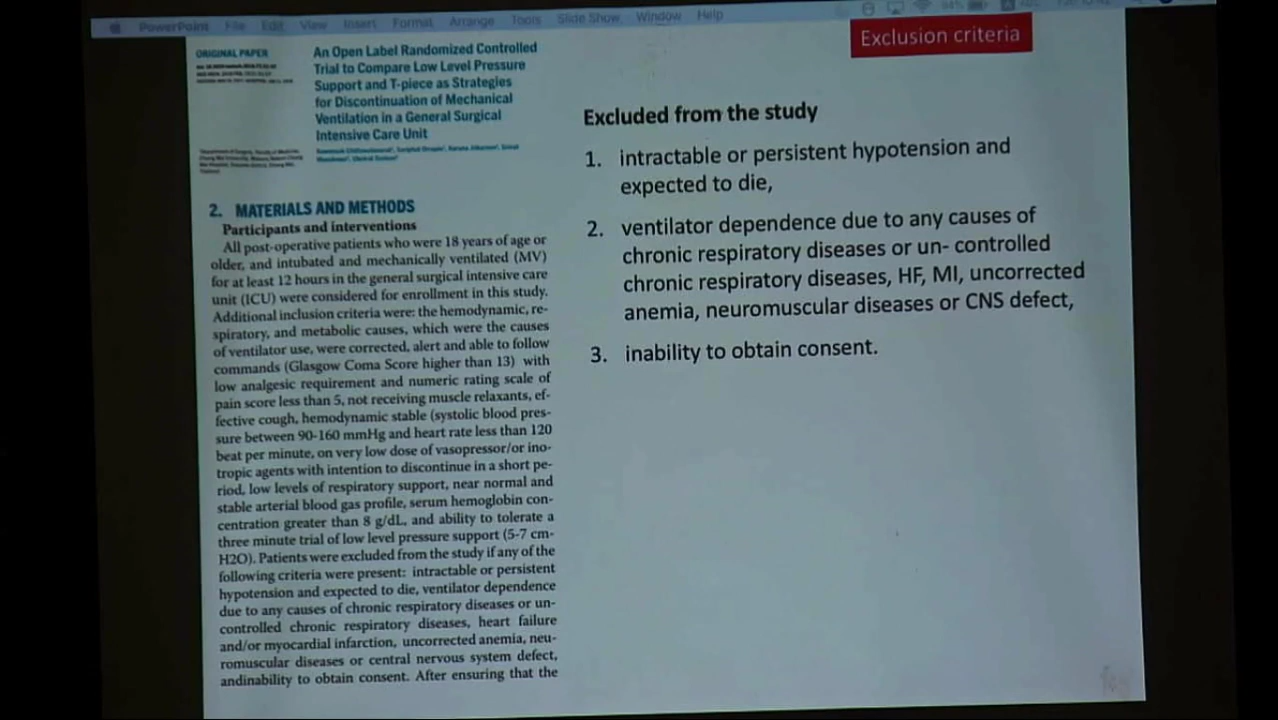 PowerPoint File Edit View Insert Format Arrange Tools Slide Show Window Help
94%
Exclusion criteria
ORIGINAL PAPER
An Open Label Randomized Controlled
Trial to Compare Low Level Pressure
Support and T-piece as Strategies
for Discontinuation of Mechanical
Ventilation in a General Surgical
Intensive Care Unit
2. MATERIALS AND METHODS
Participants and interventions
All post-operative patients who were 18 years of age or
older, and intubated and mechanically ventilated (MV)
for at least 12 hours in the general surgical intensive care
unit (ICU) were considered for enrollment in this study.
Additional inclusion criteria were: the hemodynamic, re-
spiratory, and metabolic causes, which were the causes
of ventilator use, were corrected, alert and able to follow
commands (Glasgow Coma Score higher than 13) with
low analgesic requirement and numeric rating scale of
pain score less than 5, not receiving muscle relaxants, ef-
fective cough, hemodynamic stable (systolic blood pres-
sure between 90-160 mmHg and heart rate less than 120
beat per minute, on very low dose of vasopressor/or ino-
tropic agents with intention to discontinue in a short pe-
riod, low levels of respiratory support, near normal and
stable arterial blood gas profile, serum hemoglobin con-
centration greater than 8 g/dL, and ability to tolerate a
three minute trial of low level pressure support (5-7 cm-
H2O). Patients were excluded from the study if any of the
following criteria were present: intractable or persistent
hypotension and expected to die, ventilator dependence
due to any causes of chronic respiratory diseases or un-
controlled chronic respiratory diseases, heart failure
and/or myocardial infarction, uncorrected anemia, neu-
romuscular diseases or central nervous system defect,
andinability to obtain consent. After ensuring that the
Excluded from the study
1. intractable or persistent hypotension and
expected to die,
2. ventilator dependence due to any causes of
chronic respiratory diseases or un- controlled
chronic respiratory diseases, HF, MI, uncorrected
anemia, neuromuscular diseases or CNS defect,
3. inability to obtain consent.